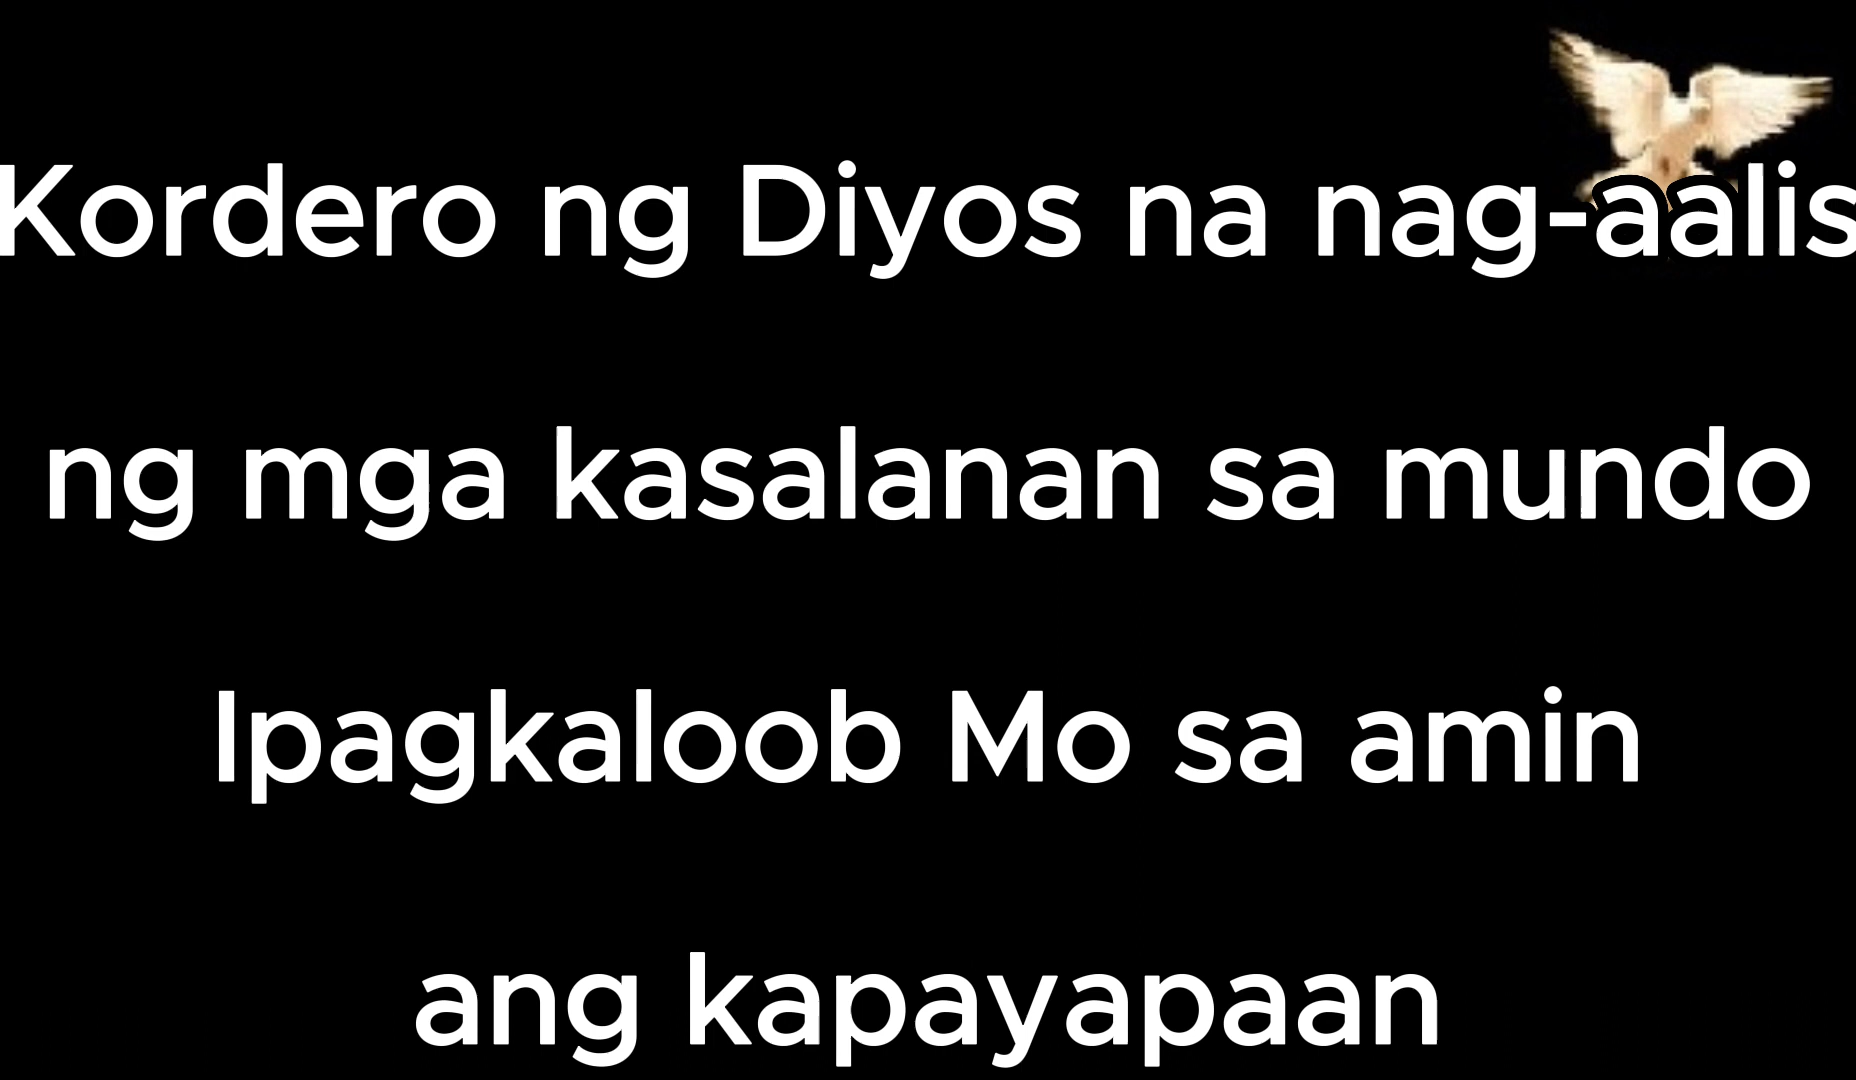 Kordero ng Diyos na nag-aalis
ng mga kasalanan sa mundo
Ipagkaloob Mo sa amin
ang kapayapaan